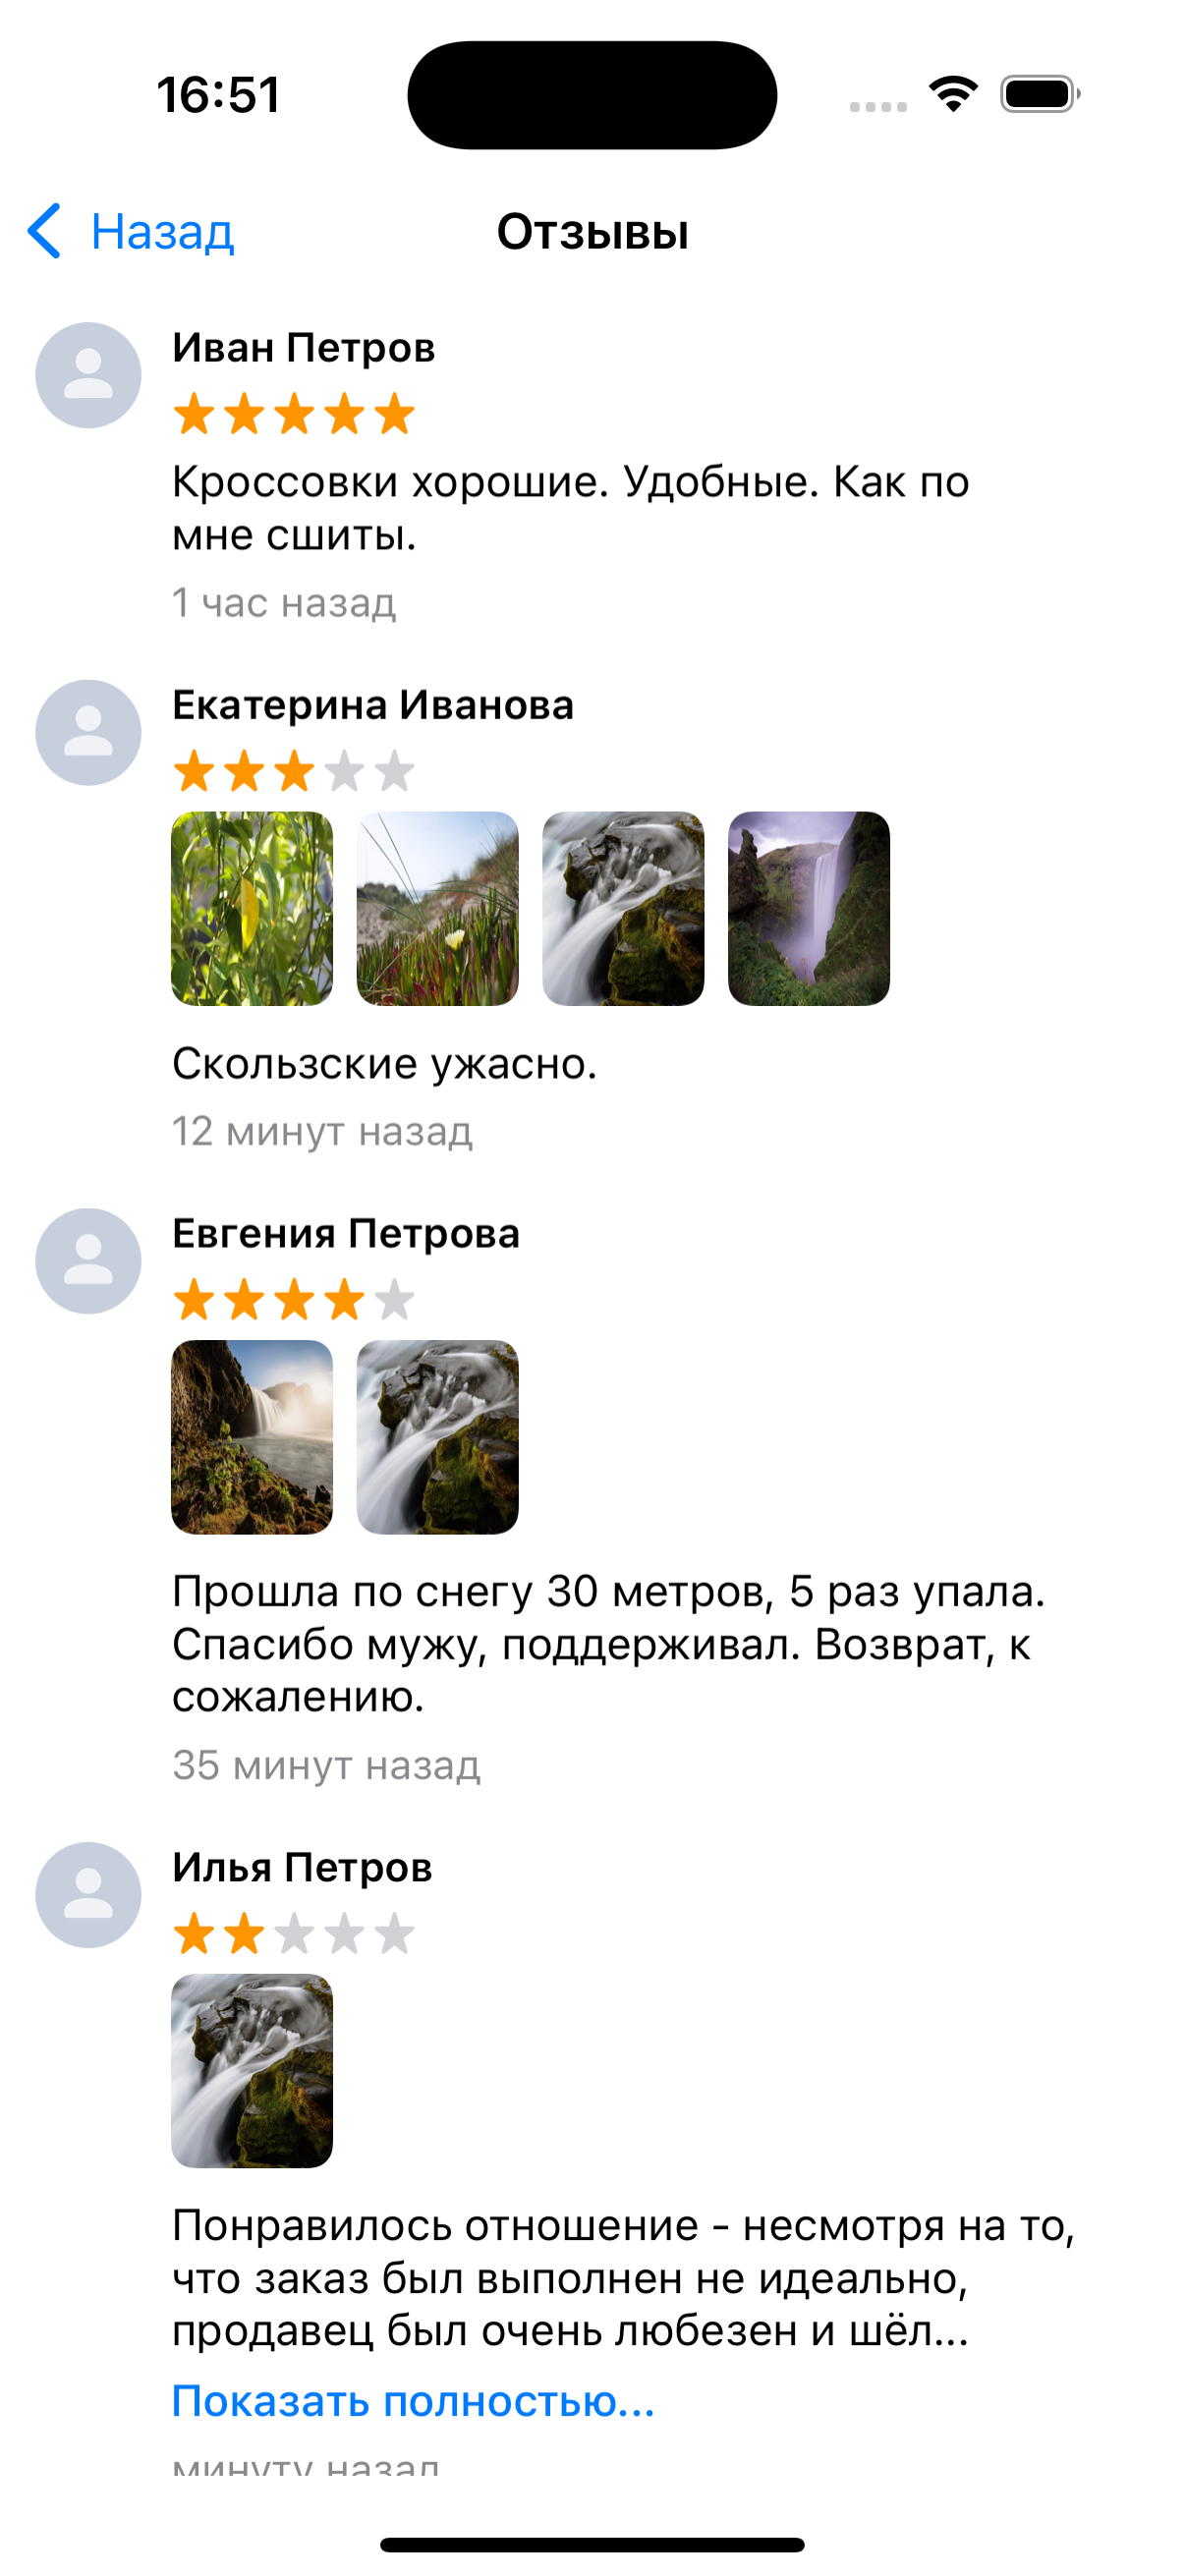 16:51
Назад
Отзывы
Иван Петров
Кроссовки хорошие. Удобные. Как по
мне сшиты.
1 час назад
Екатерина Иванова
Скользские ужасно.
12 минут назад
Евгения Петрова
Прошла по снегу 30 метров, 5 раз упала.
Спасибо мужу, поддерживал. Возврат, к
сожалению.
35 минут назад
Илья Петров
Понравилось отношение - несмотря на то,
что заказ был выполнен не идеально,
продавец был очень любезен и шёл...
Показать полностью...
минуту назад